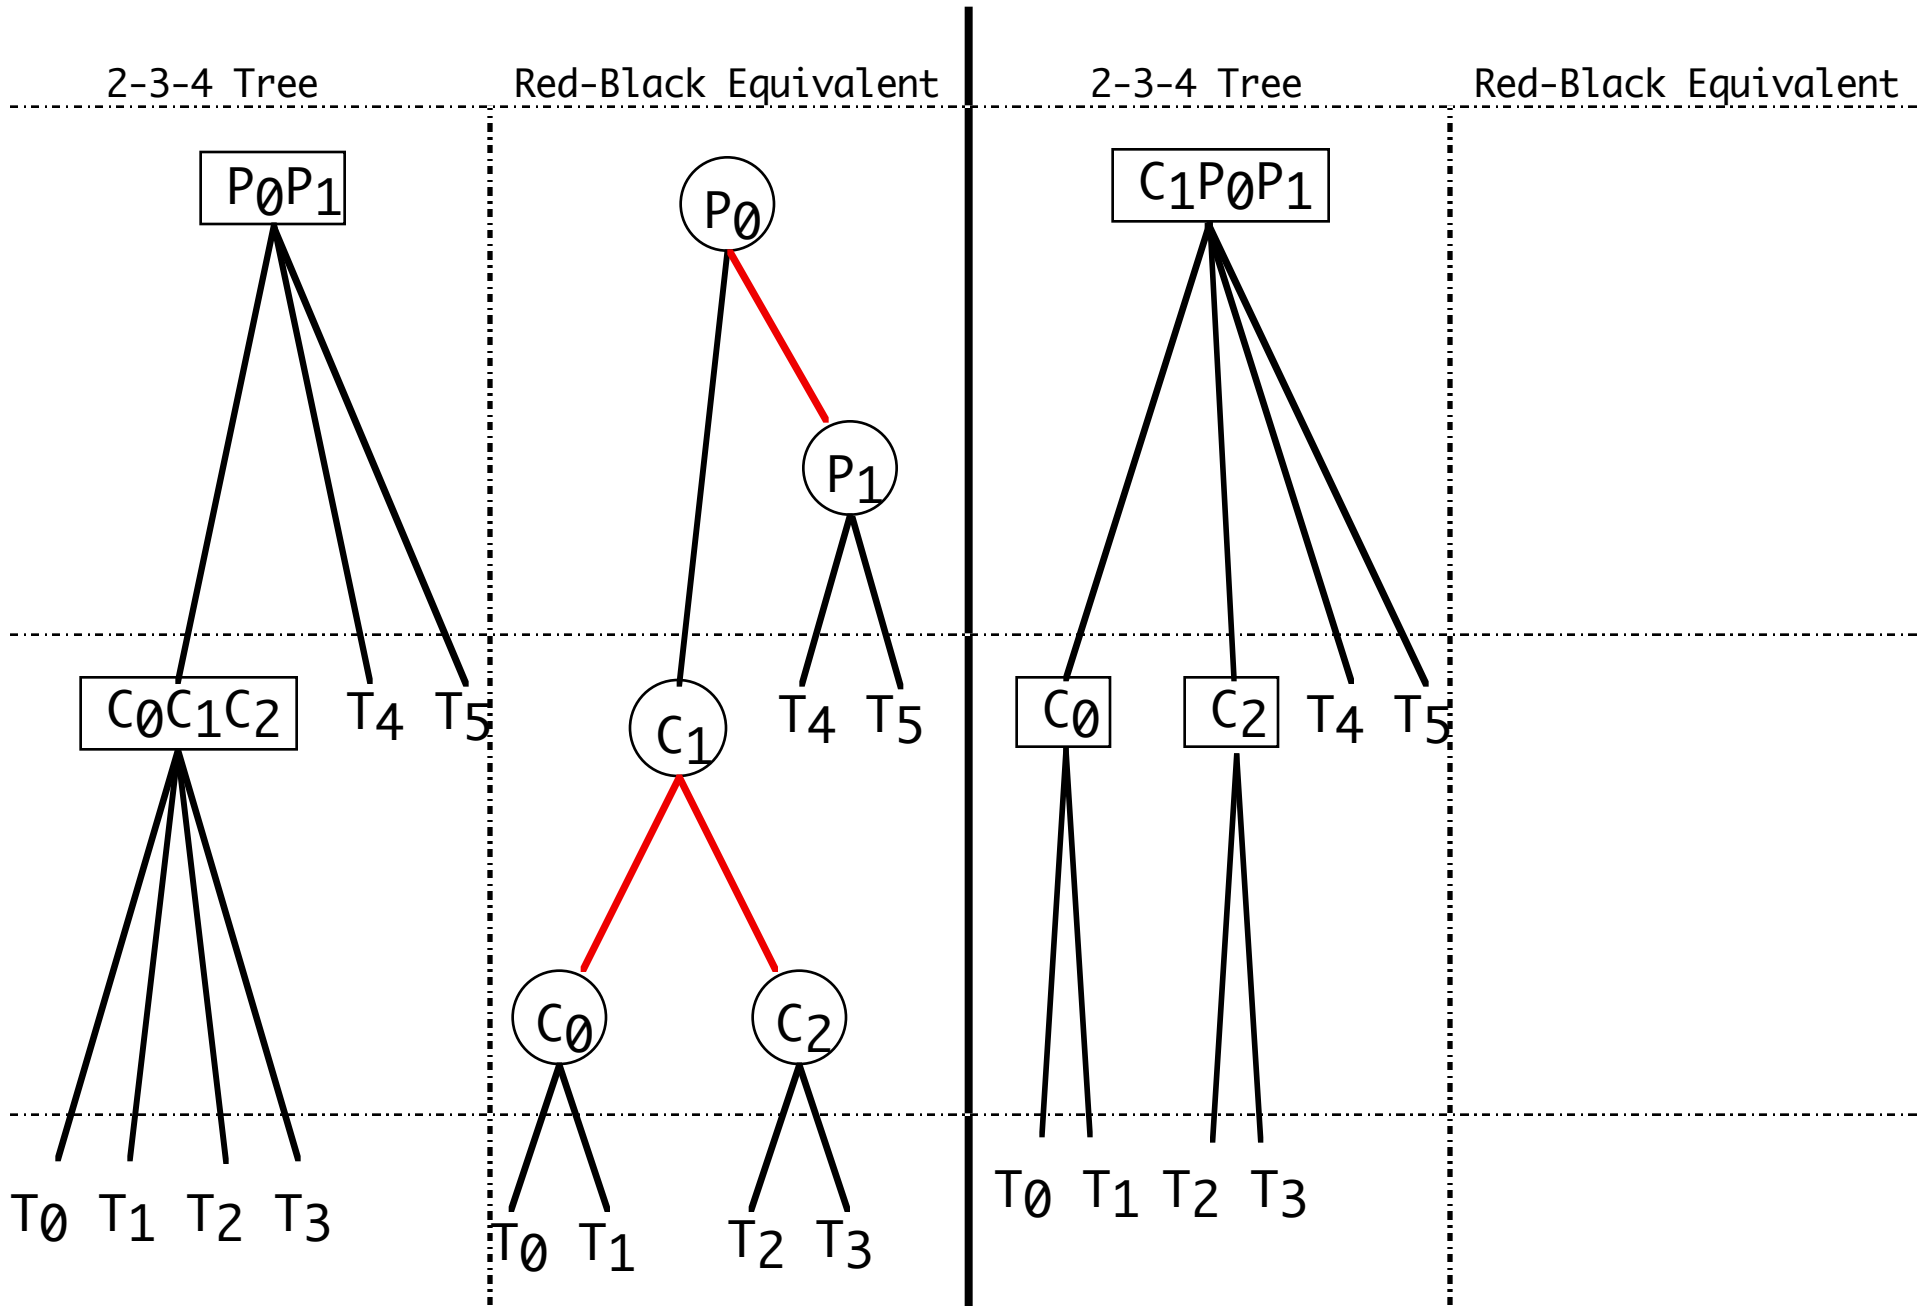 2-3-4 Tree Red-Black Equivalent 2-3-4 Tree Red-Black Equivalent
P0P1 P0 C1P0P1
P1
C0C1C2 T4 T5 C1 T4 T5 C0 C2 T4 T5
C0 C2
T0 T1 T2 T3 T0 T1 T2 T3 T0 T1 T2 T3